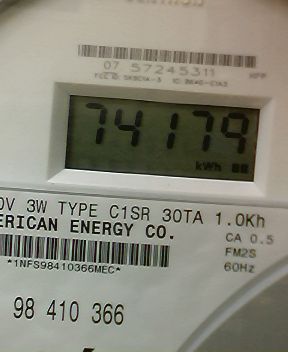 07 57245311
74179
kWh
0V 3W TYPE C1SR 30TA 1.0Kh
ERICAN ENERGY CO.
CA 0.5
FM2S
60Hz
*1NFS98410366MEC*
98 410 366